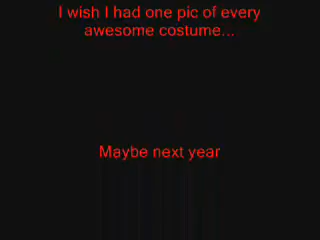 I wish I had one pic of every
awesome costume...
Maybe next year